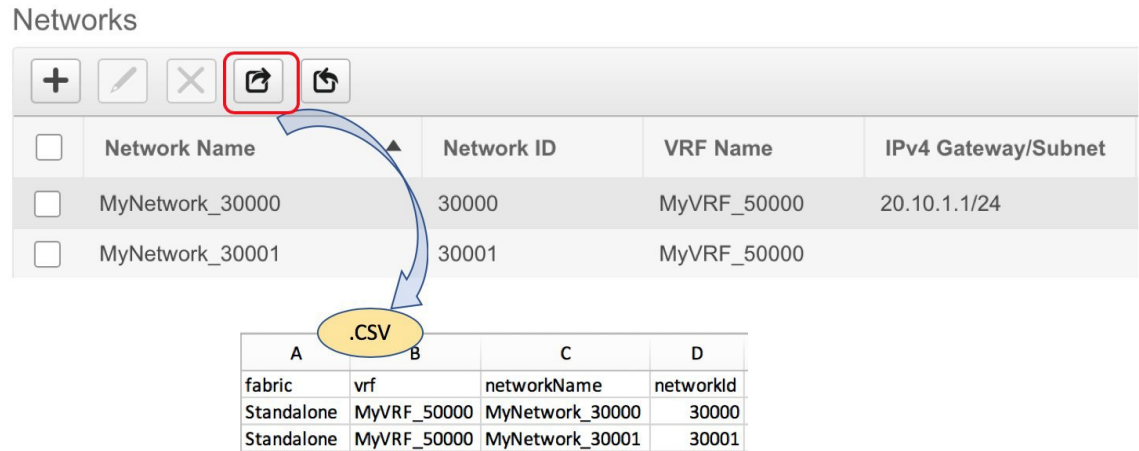 Networks
Network Name Network ID VRF Name IPv4 Gateway/Subnet
MyNetwork_30000 30000 MyVRF_50000 20.10.1.1/24
MyNetwork_30001 30001 MyVRF_50000
.CSV
A B C D
fabric vrf networkName networkId
Standalone MyVRF_50000 MyNetwork_30000 30000
Standalone MyVRF_50000 MyNetwork_30001 30001